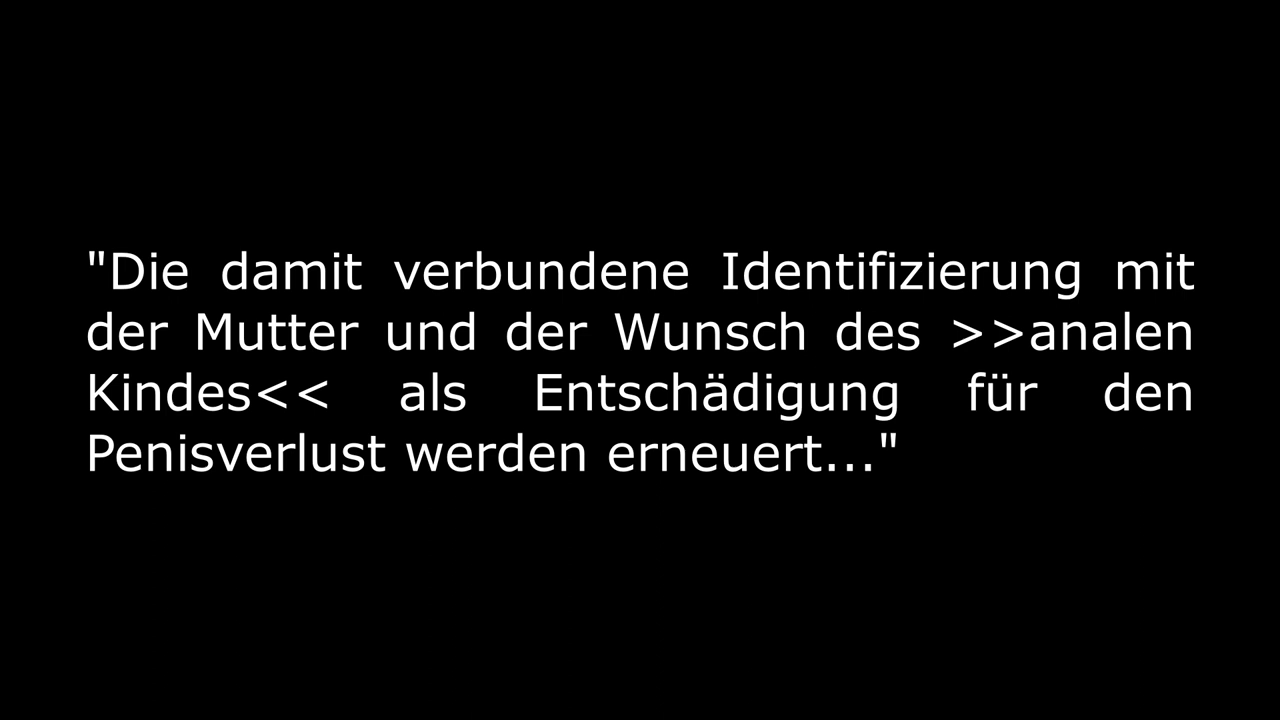 "Die damit verbundene Identifizierung mit
der Mutter und der Wunsch des >>analen
Kindes<< als Entschädigung für den
Penisverlust werden erneuert..."